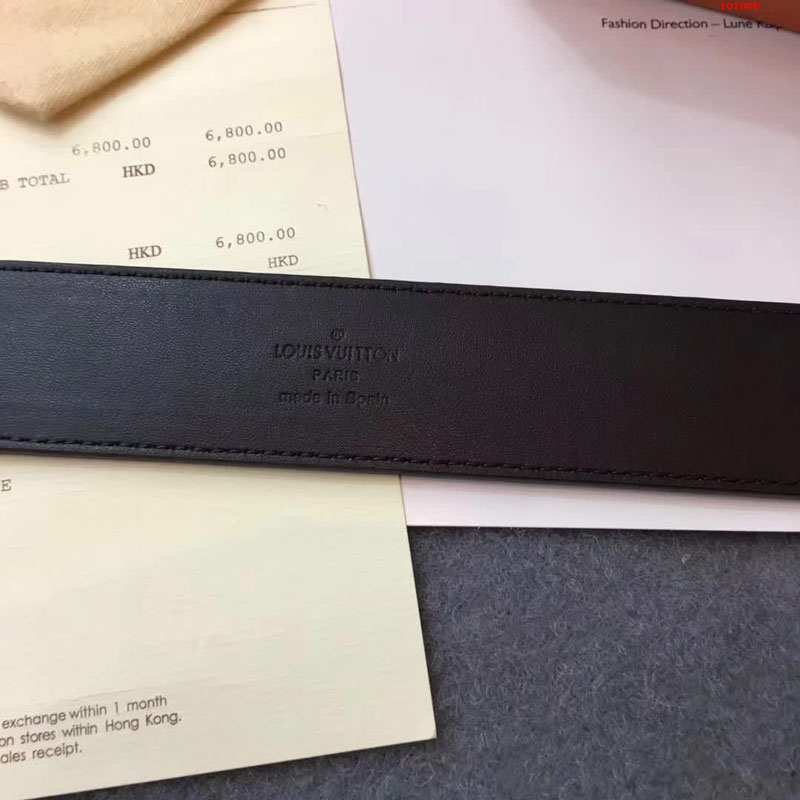 101906
Fashion Direction – Lune
6,800.00 6,800.00
B TOTAL HKD 6,800.00
HKD 6,800.00
HKD
®
LOUIS VUITTON
PARIS
made in Spain
E
exchange within 1 month
on stores within Hong Kong.
ales receipt.